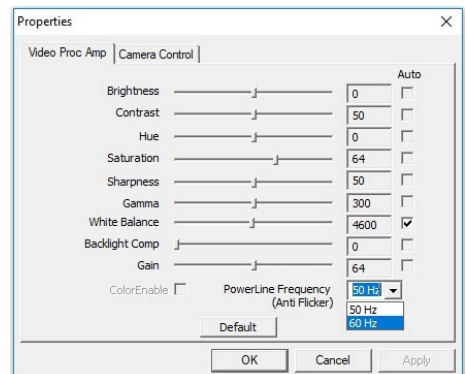 Properties
Video Proc Amp Camera Control
Auto
Brightness 0
Contrast 50
Hue 0
Saturation 64
Sharpness 50
Gamma 300
White Balance 4600
Backlight Comp 0
Gain 64
ColorEnable PowerLine Frequency 50 Hz
(Anti Flicker)
50 Hz
60 Hz
Default
OK Cancel Apply